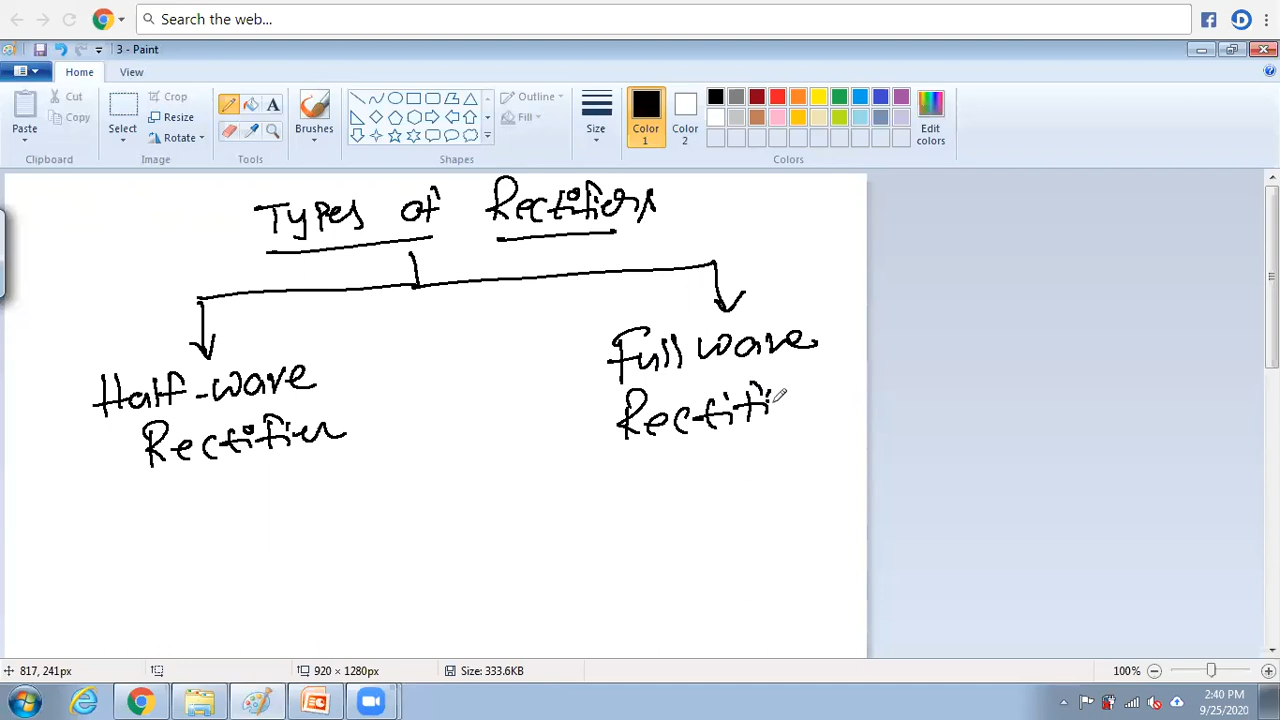 Search the web...
3 - Paint
Home View
Paste Cut Copy Select Crop Resize Rotate Brushes Outline Fill Size Color 1 Color 2 Edit colors
Clipboard Image Tools Shapes Colors
Types of Rectifiers
Half-wave Rectifier
Full wave Rectifi
817, 241px 920 × 1280px Size: 333.6KB 100%
2:40 PM
9/25/2020